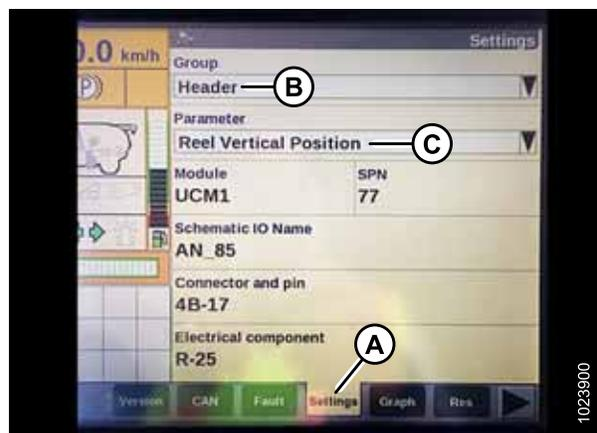 Settings
0.0 km/h
Group
Header
B
(P)
Parameter
Reel Vertical Position
C
Module
SPN
UCM1
77
Schematic IO Name
AN_85
Connector and pin
4B-17
Electrical component
A
R-25
Version
CAN
Fault
Settings
Graph
Res
1023900